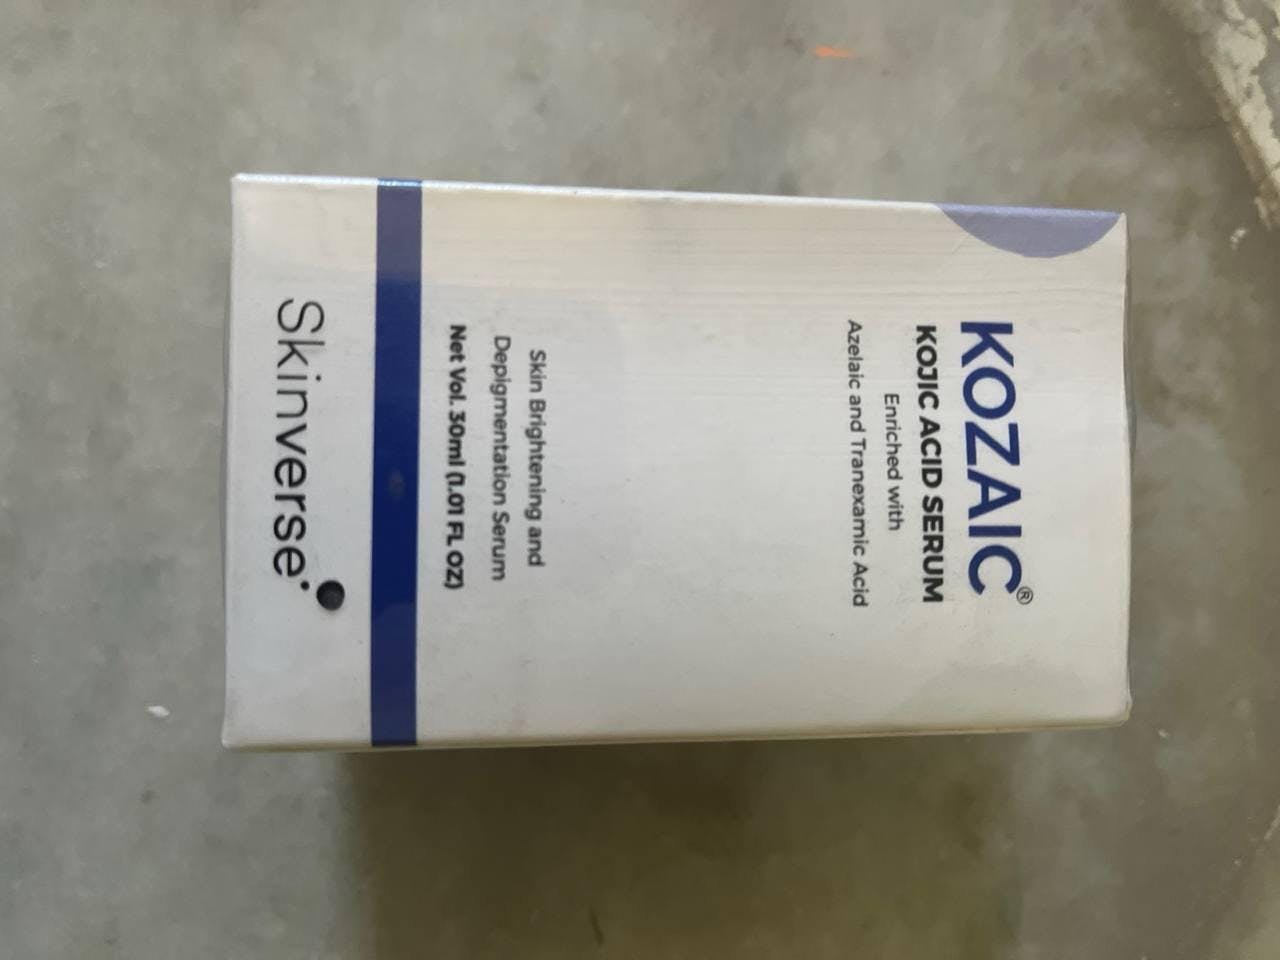 KOZAIC®
KOJIC ACID SERUM
Enriched with
Azelaic and Tranexamic Acid
Skin Brightening and
Depigmentation Serum
Net Vol. 30ml (1.01 FL OZ)
Skinverse